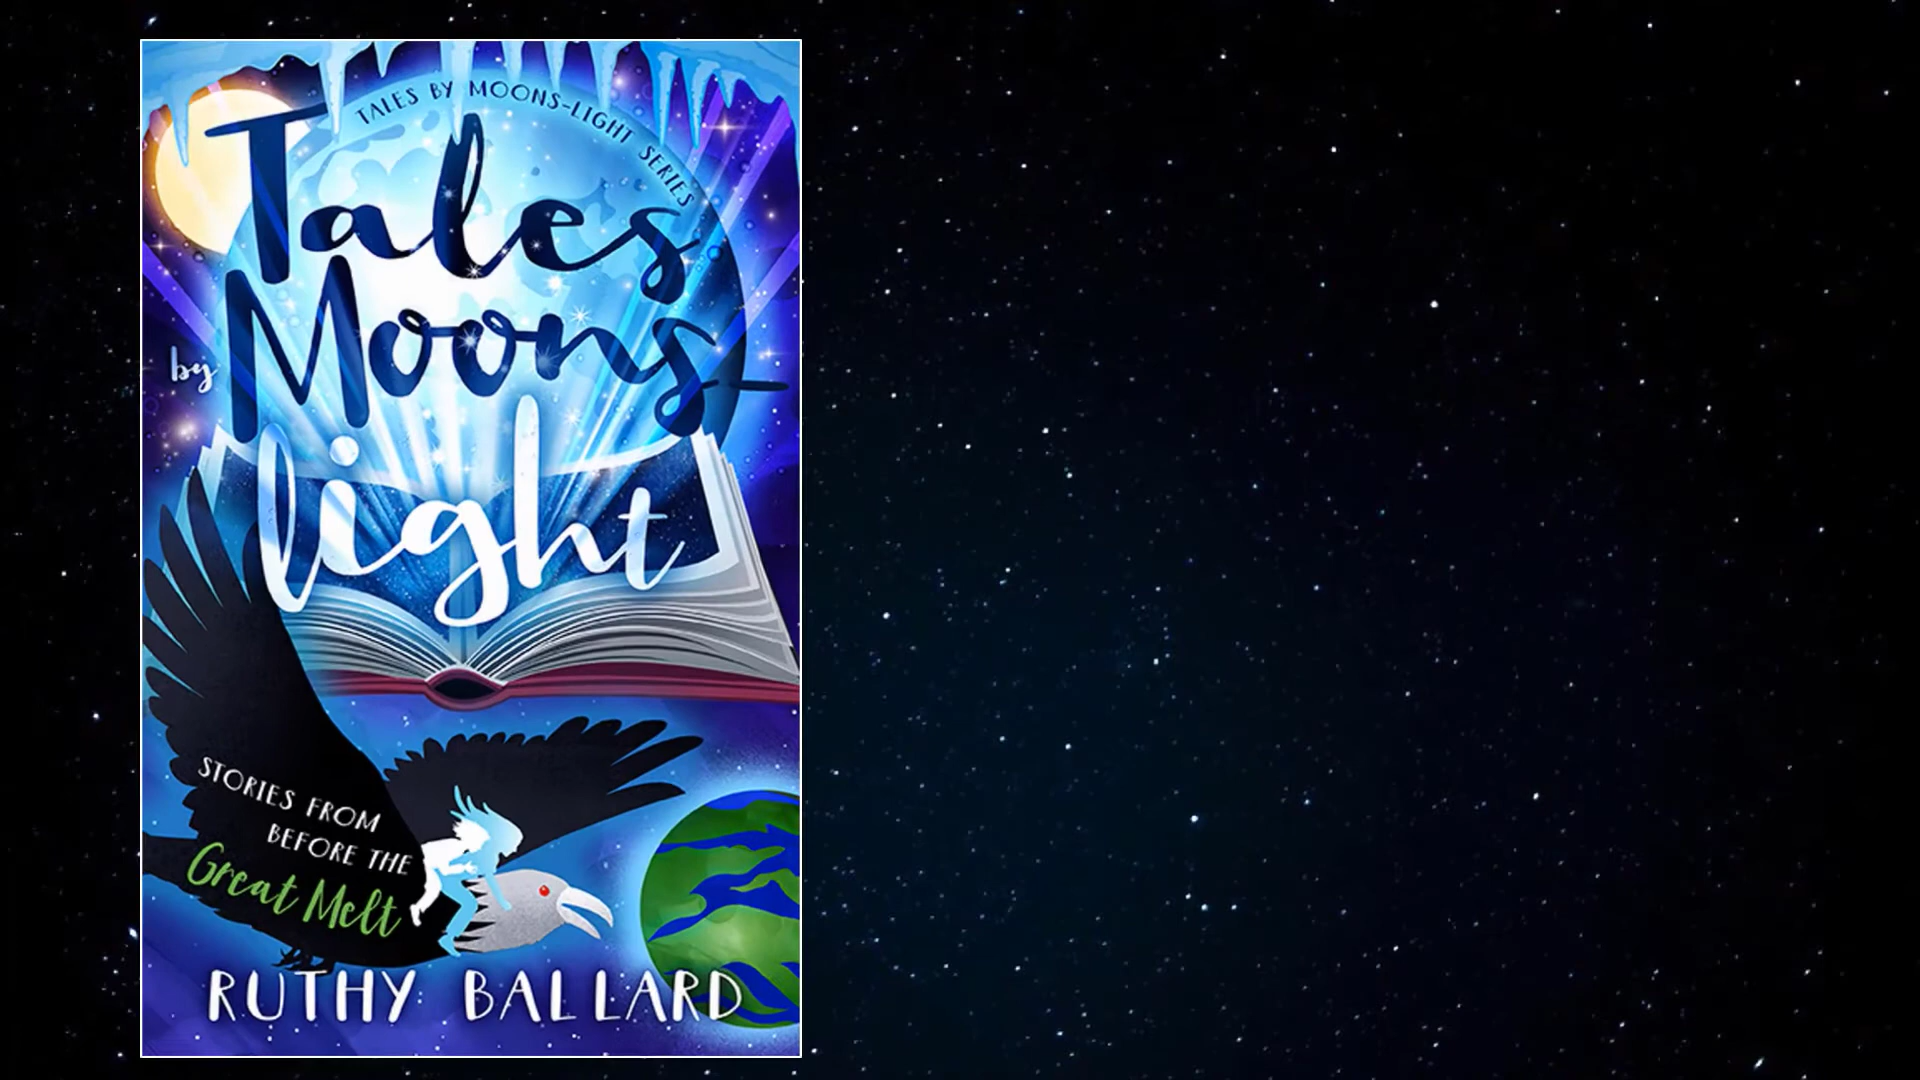 TALES BY MOONS-LIGHT SERIES
Tales
by Moons-
light
STORIES FROM
BEFORE THE
Great Melt
RUTHY BALLARD